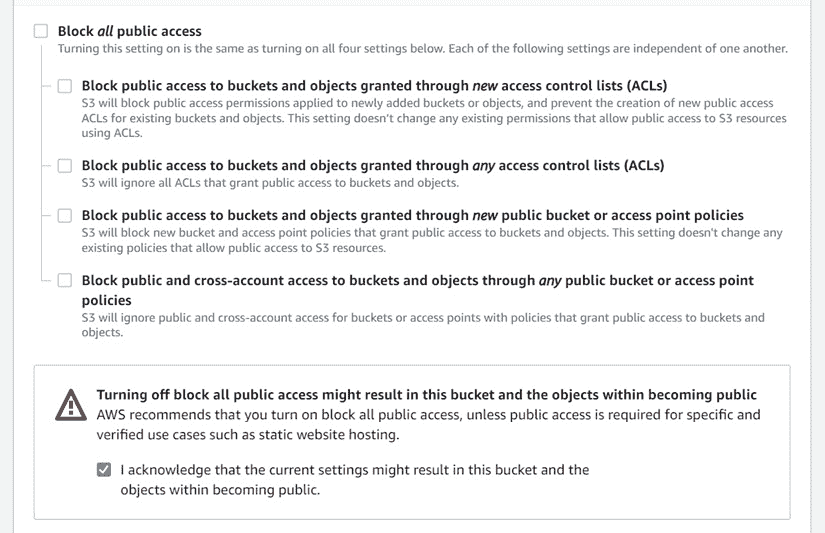 Block all public access
Turning this setting on is the same as turning on all four settings below. Each of the following settings are independent of one another.
Block public access to buckets and objects granted through new access control lists (ACLs)
S3 will block public access permissions applied to newly added buckets or objects, and prevent the creation of new public access
ACLs for existing buckets and objects. This setting doesn't change any existing permissions that allow public access to S3 resources
using ACLs.
Block public access to buckets and objects granted through any access control lists (ACLs)
S3 will ignore all ACLs that grant public access to buckets and objects.
Block public access to buckets and objects granted through new public bucket or access point policies
S3 will block new bucket and access point policies that grant public access to buckets and objects. This setting doesn't change any
existing policies that allow public access to S3 resources.
Block public and cross-account access to buckets and objects through any public bucket or access point
policies
S3 will ignore public and cross-account access for buckets or access points with policies that grant public access to buckets and
objects.
Turning off block all public access might result in this bucket and the objects within becoming public
AWS recommends that you turn on block all public access, unless public access is required for specific and
verified use cases such as static website hosting.
I acknowledge that the current settings might result in this bucket and the
objects within becoming public.